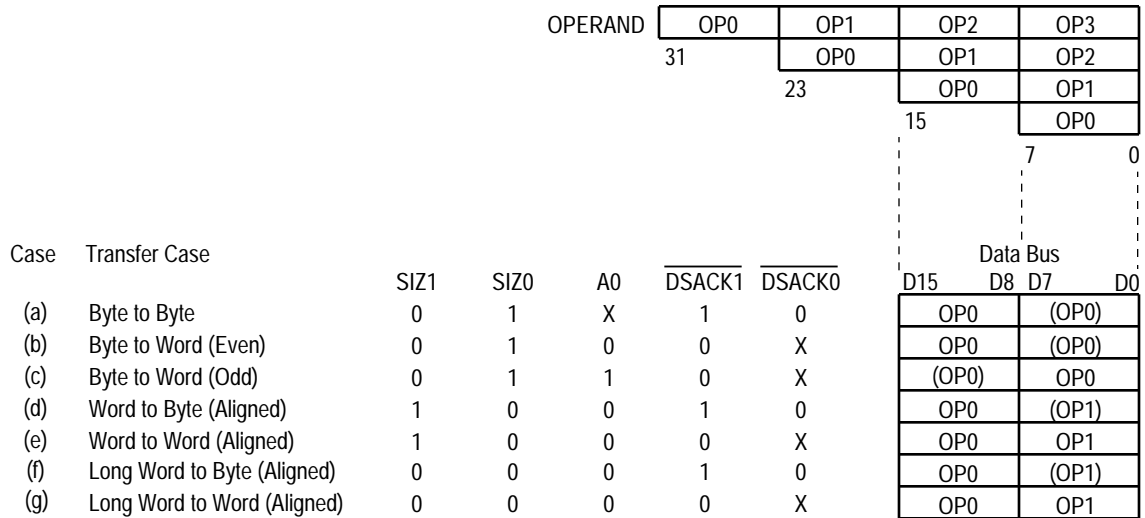 OPERAND OP0 OP1 OP2 OP3
31 OP0 OP1 OP2
23 OP0 OP1
15 OP0
7 0
Case Transfer Case Data Bus
SIZ1 SIZ0 A0 DSACK1 DSACK0 D15 D8 D7 D0
(a) Byte to Byte 0 1 X 1 0 OP0 (OP0)
(b) Byte to Word (Even) 0 1 0 0 X OP0 (OP0)
(c) Byte to Word (Odd) 0 1 1 0 X (OP0) OP0
(d) Word to Byte (Aligned) 1 0 0 1 0 OP0 (OP1)
(e) Word to Word (Aligned) 1 0 0 0 X OP0 OP1
(f) Long Word to Byte (Aligned) 0 0 0 1 0 OP0 (OP1)
(g) Long Word to Word (Aligned) 0 0 0 0 X OP0 OP1